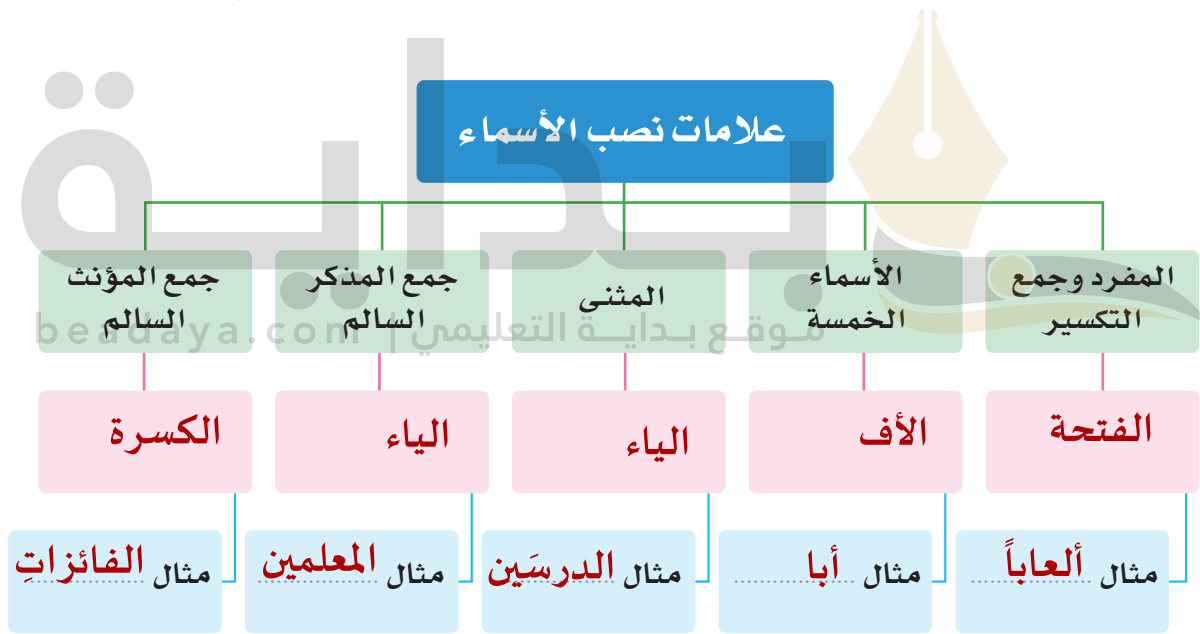 علامات نصب الأسماء
المفرد وجمع
التكسير
الأسماء
الخمسة
المثنى
جمع المذكر
السالم
جمع المؤنث
السالم
الفتحة
الأف
الياء
الياء
الكسرة
مثال ألعاباً
مثال أبا
مثال الدرسَين
مثال المعلمين
مثال الفائزاتِ
بداية
موقع بداية التعليمي | beadaya.com